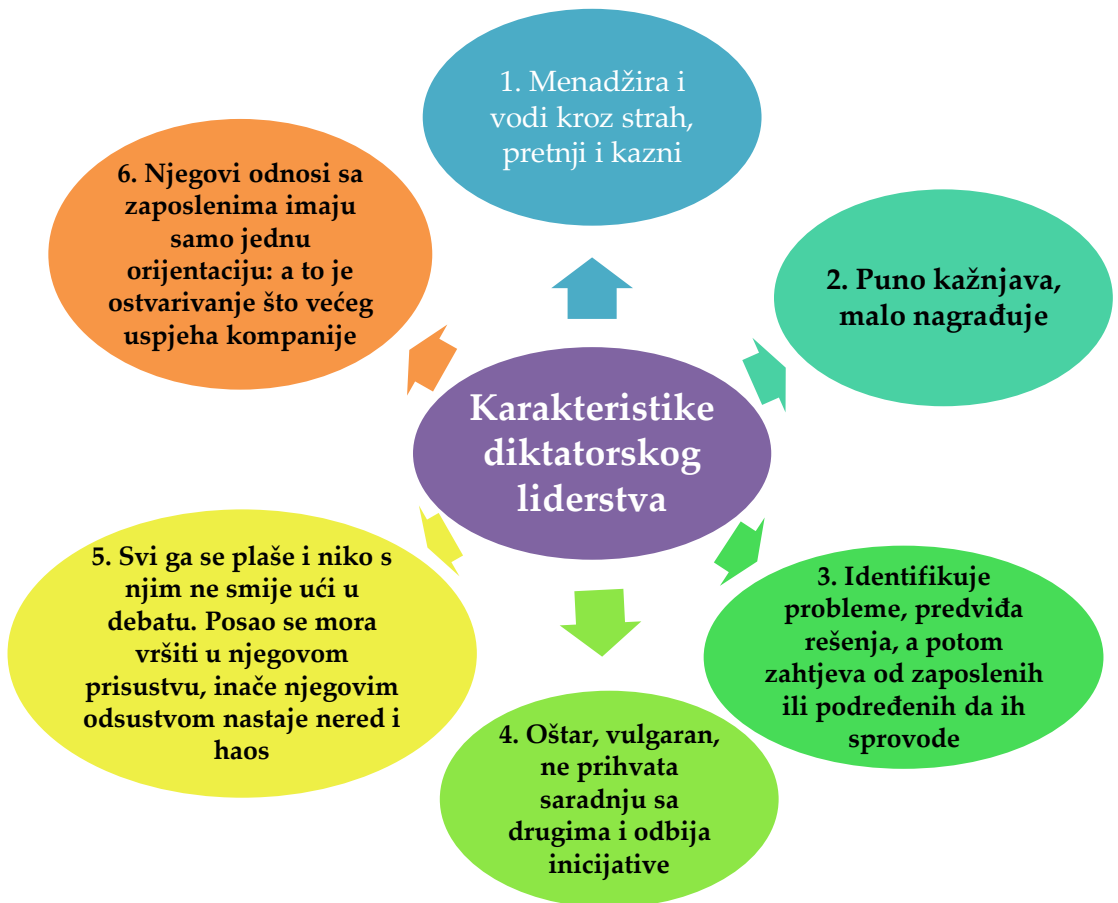 Karakteristike
diktatorskog
liderstva
1. Menadžira i
vodi kroz strah,
pretnji i kazni
2. Puno kažnjava,
malo nagrađuje
3. Identifikuje
probleme, predviđa
rešenja, a potom
zahtjeva od zaposlenih
ili podređenih da ih
sprovode
4. Oštar, vulgaran,
ne prihvata
saradnju sa
drugima i odbija
inicijative
5. Svi ga se plaše i niko s
njim ne smije ući u
debatu. Posao se mora
vršiti u njegovom
prisustvu, inače njegovim
odsustvom nastaje nered i
haos
6. Njegovi odnosi sa
zaposlenima imaju
samo jednu
orijentaciju: a to je
ostvarivanje što većeg
uspjeha kompanije